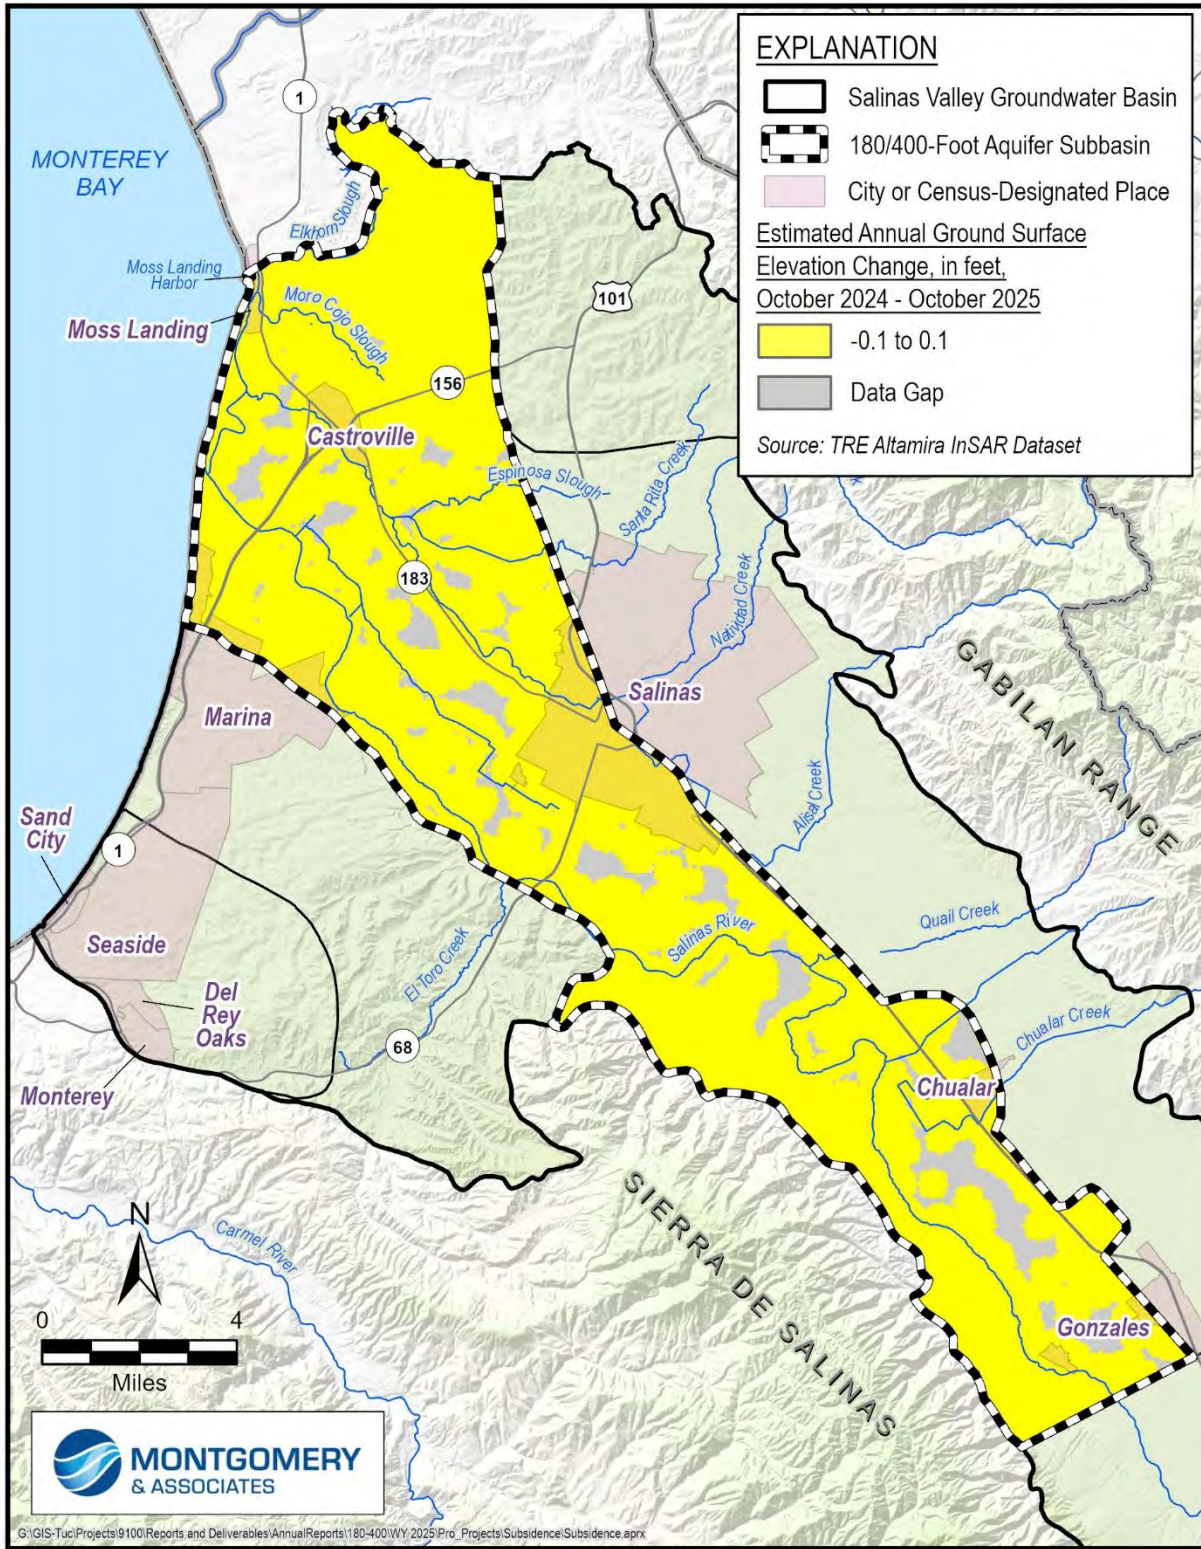 EXPLANATION
Salinas Valley Groundwater Basin
180/400-Foot Aquifer Subbasin
City or Census-Designated Place
Estimated Annual Ground Surface
Elevation Change, in feet,
October 2024 - October 2025
-0.1 to 0.1
Data Gap
Source: TRE Altamira InSAR Dataset
1
MONTEREY
BAY
Elkhorn Slough
Moss Landing
Harbor
Moss Landing
Moro Cojo Slough
101
156
Castroville
Espinosa Slough
Santa Rita Creek
Natividad Creek
183
GABILAN RANGE
Salinas
Marina
Alisal Creek
Sand
City
1
Quail Creek
Salinas River
Seaside
El Toro Creek
Del
Rey
Oaks
Chualar Creek
68
Chualar
Monterey
SIERRA DE SALINAS
N
Carmel River
0 4
Miles
Gonzales
MONTGOMERY
& ASSOCIATES
G:\GIS-Tuc\Projects\9100\Reports and Deliverables\AnnualReports\180-400\WY 2025\Pro_Projects\Subsidence\Subsidence.aprx